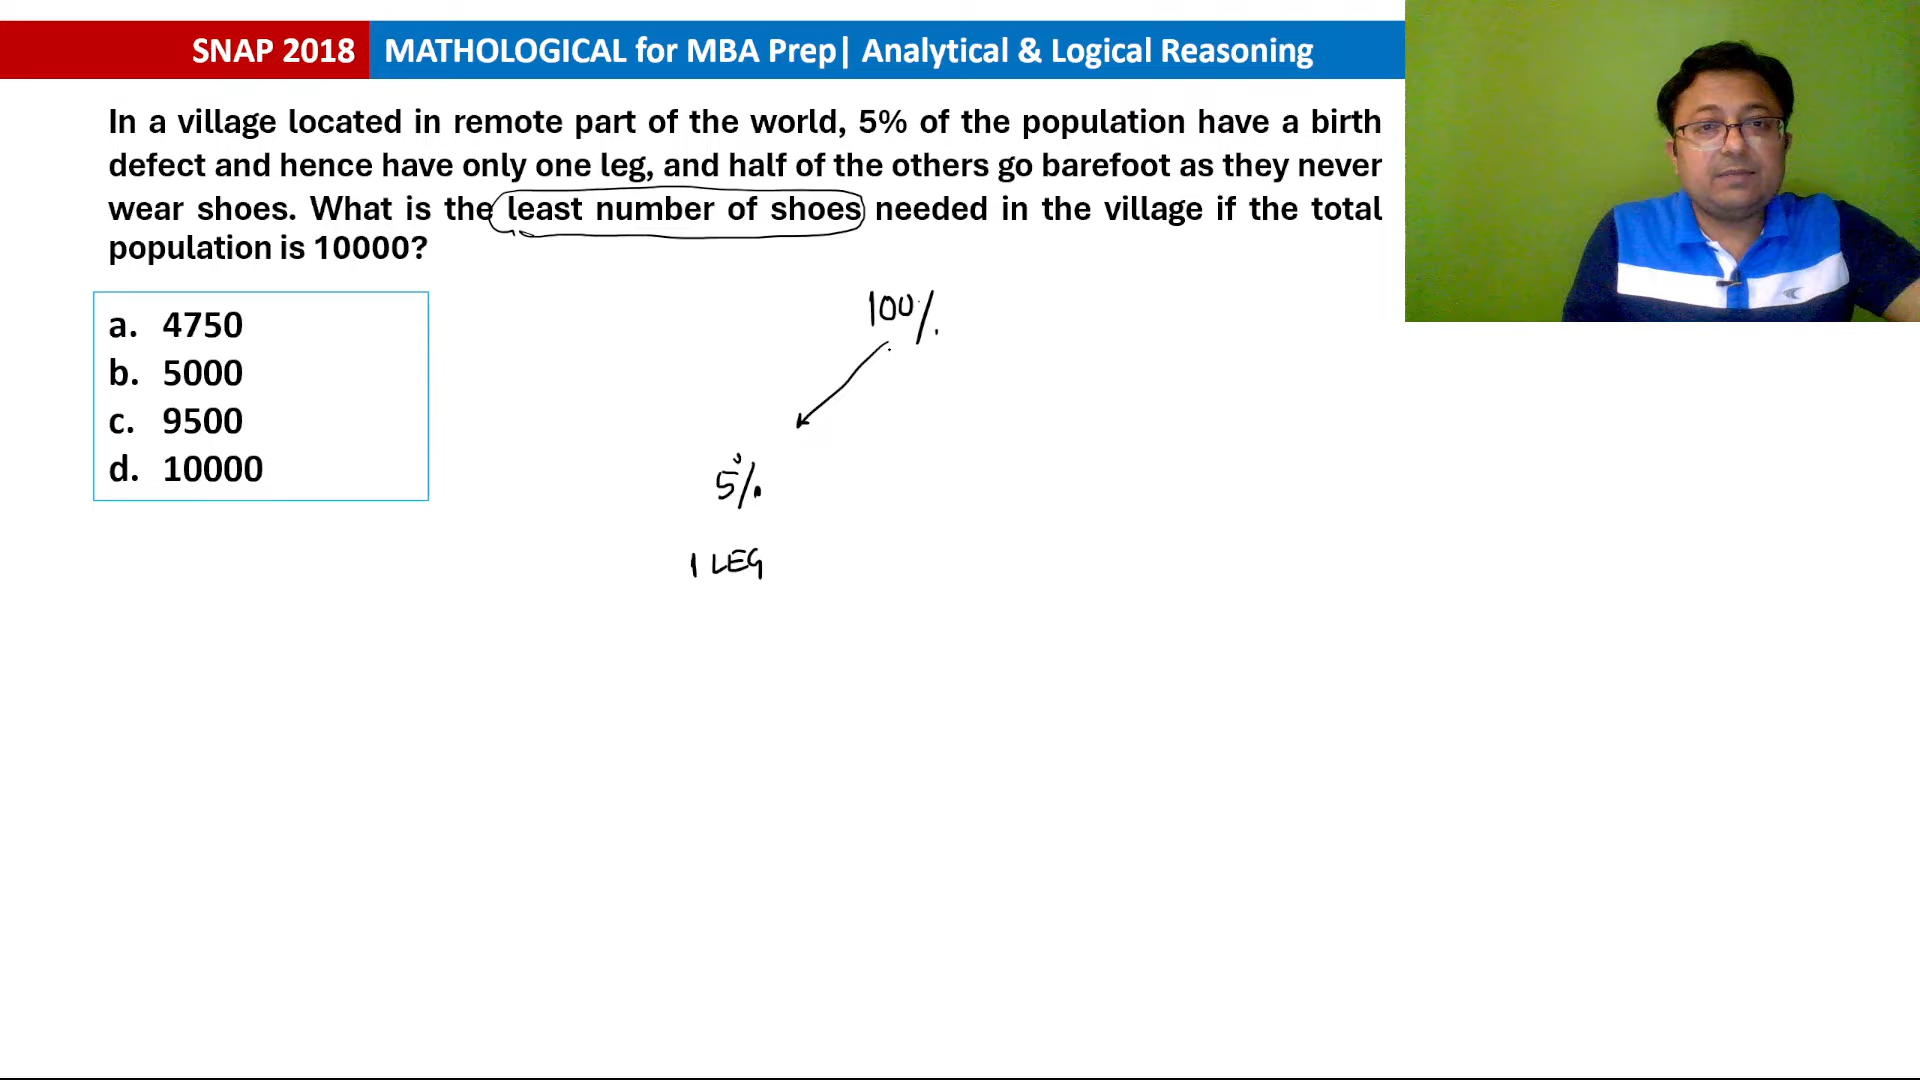 SNAP 2018 MATHOLOGICAL for MBA Prep| Analytical & Logical Reasoning
In a village located in remote part of the world, 5% of the population have a birth
defect and hence have only one leg, and half of the others go barefoot as they never
wear shoes. What is the least number of shoes needed in the village if the total
population is 10000?
a. 4750
b. 5000
c. 9500
d. 10000
100%
5%
1 LEG